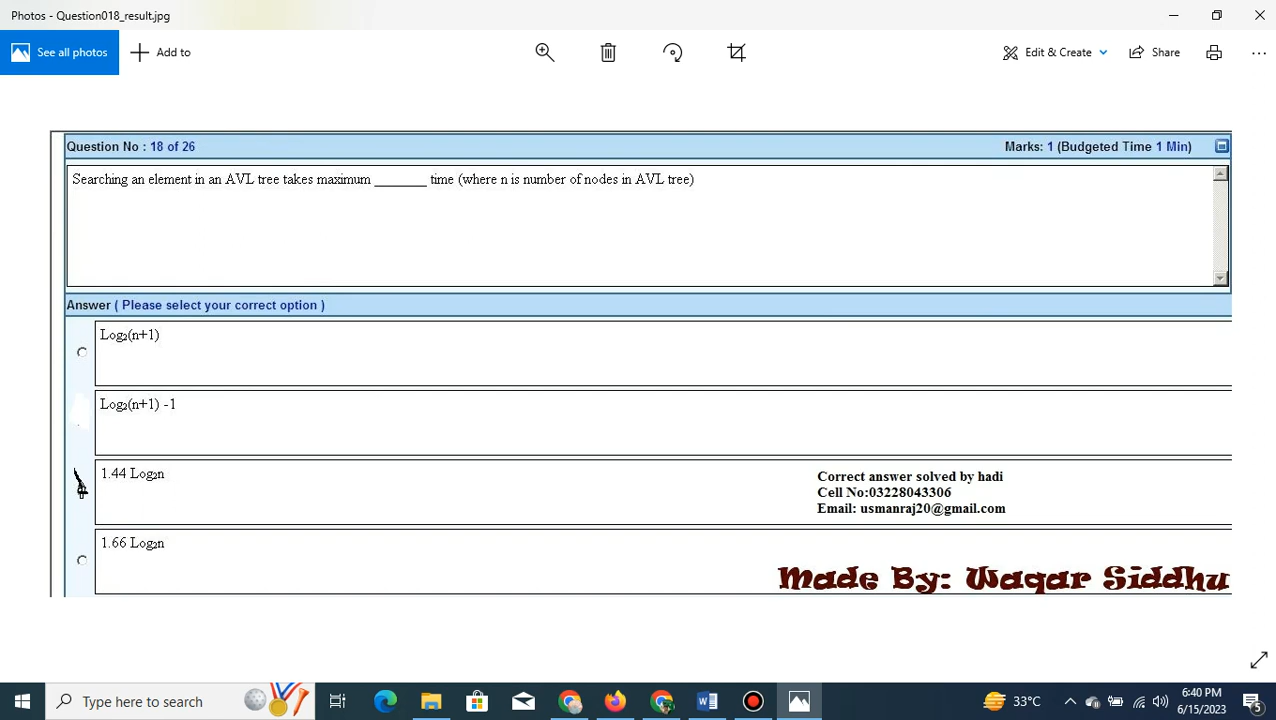 Photos - Question018_result.jpg
See all photos
Add to
Edit & Create
Share
Question No : 18 of 26
Marks: 1 (Budgeted Time 1 Min)
Searching an element in an AVL tree takes maximum _______ time (where n is number of nodes in AVL tree)
Answer ( Please select your correct option )
Log₂(n+1)
Log₂(n+1) -1
1.44 Log₂n
Correct answer solved by hadi
Cell No:03228043306
Email: usmanraj20@gmail.com
1.66 Log₂n
Made By: Waqar Siddhu
Type here to search
33°C
6:40 PM
6/15/2023
5